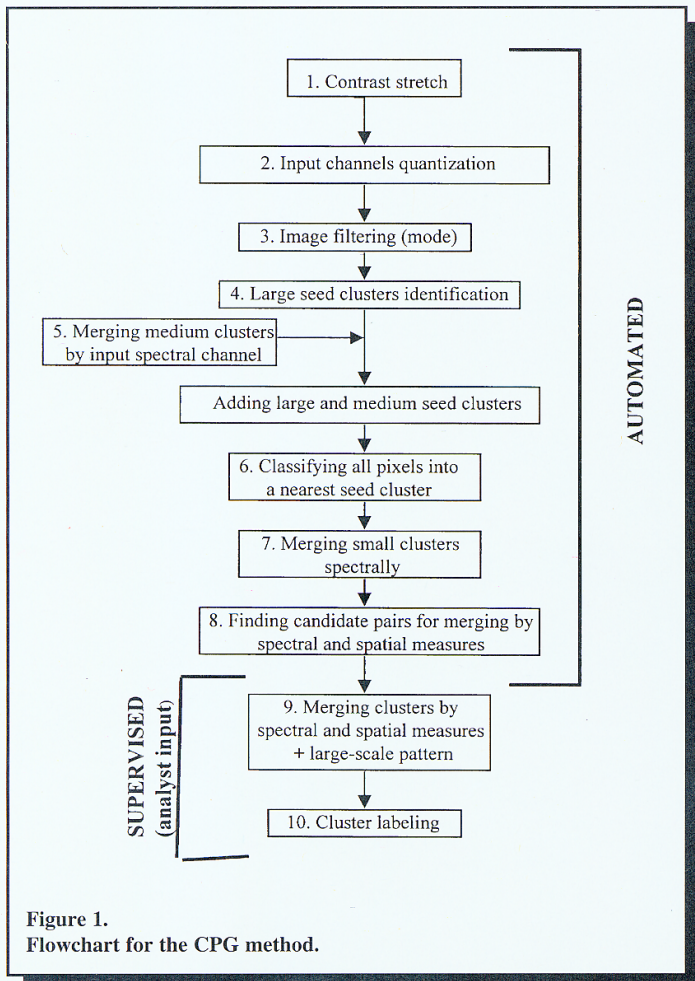 1. Contrast stretch
2. Input channels quantization
3. Image filtering (mode)
4. Large seed clusters identification
5. Merging medium clusters
by input spectral channel
Adding large and medium seed clusters
6. Classifying all pixels into
a nearest seed cluster
7. Merging small clusters
spectrally
8. Finding candidate pairs for merging by
spectral and spatial measures
AUTOMATED
9. Merging clusters by
spectral and spatial measures
+ large-scale pattern
10. Cluster labeling
SUPERVISED
(analyst input)
Figure 1.
Flowchart for the CPG method.